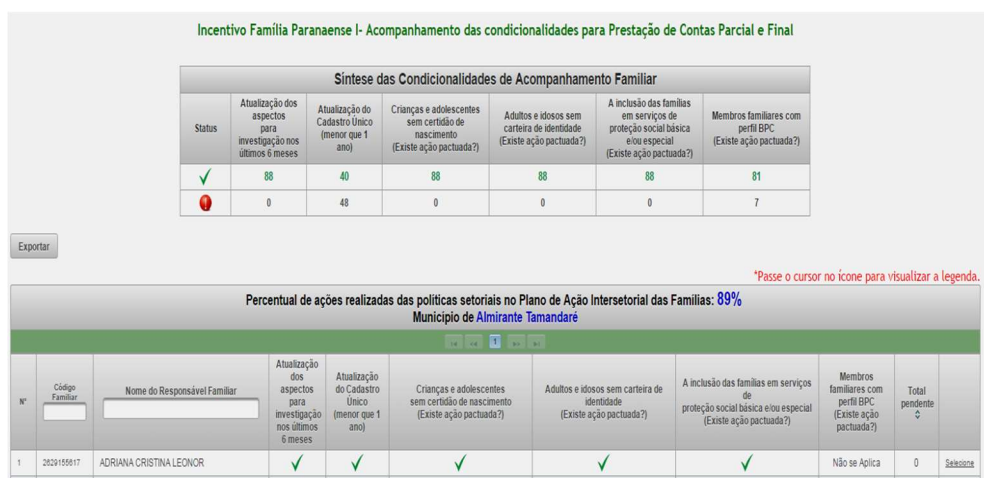 Incentivo Família Paranaense I- Acompanhamento das condicionalidades para Prestação de Contas Parcial e Final
Síntese das Condicionalidades de Acompanhamento Familiar
Status
Atualização dos
aspectos
para
investigação nos
últimos 6 meses
Atualização do
Cadastro Único
(menor que 1
ano)
Crianças e adolescentes
sem certidão de
nascimento
(Existe ação pactuada?)
Adultos e idosos sem
carteira de identidade
(Existe ação pactuada?)
A inclusão das famílias
em serviços de
proteção social básica
e/ou especial
(Existe ação pactuada?)
Membros familiares com
perfil BPC
(Existe ação pactuada?)
88 40 88 88 88 81
0 48 0 0 0 7
Exportar
*Passe o cursor no ícone para visualizar a legenda.
Percentual de ações realizadas das politicas setoriais no Plano de Ação Intersetorial das Famílias: 89%
Município de Almirante Tamandaré
1
N°
Código
Familiar
Nome do Responsável Familiar
Atualização
dos
aspectos
para
investigação
nos últimos
6 meses
Atualização
do Cadastro
Único
(menor que 1
ano)
Crianças e adolescentes
sem certidão de nascimento
(Existe ação pactuada?)
Adultos e idosos sem carteira de
identidade
(Existe ação pactuada?)
A inclusão das famílias em serviços
de
proteção social básica e/ou especial
(Existe ação pactuada?)
Membros
familiares com
perfil BPC
(Existe ação
pactuada?)
Total
pendente
1 2629155617 ADRIANA CRISTINA LEONOR Não se Aplica 0 Selecione